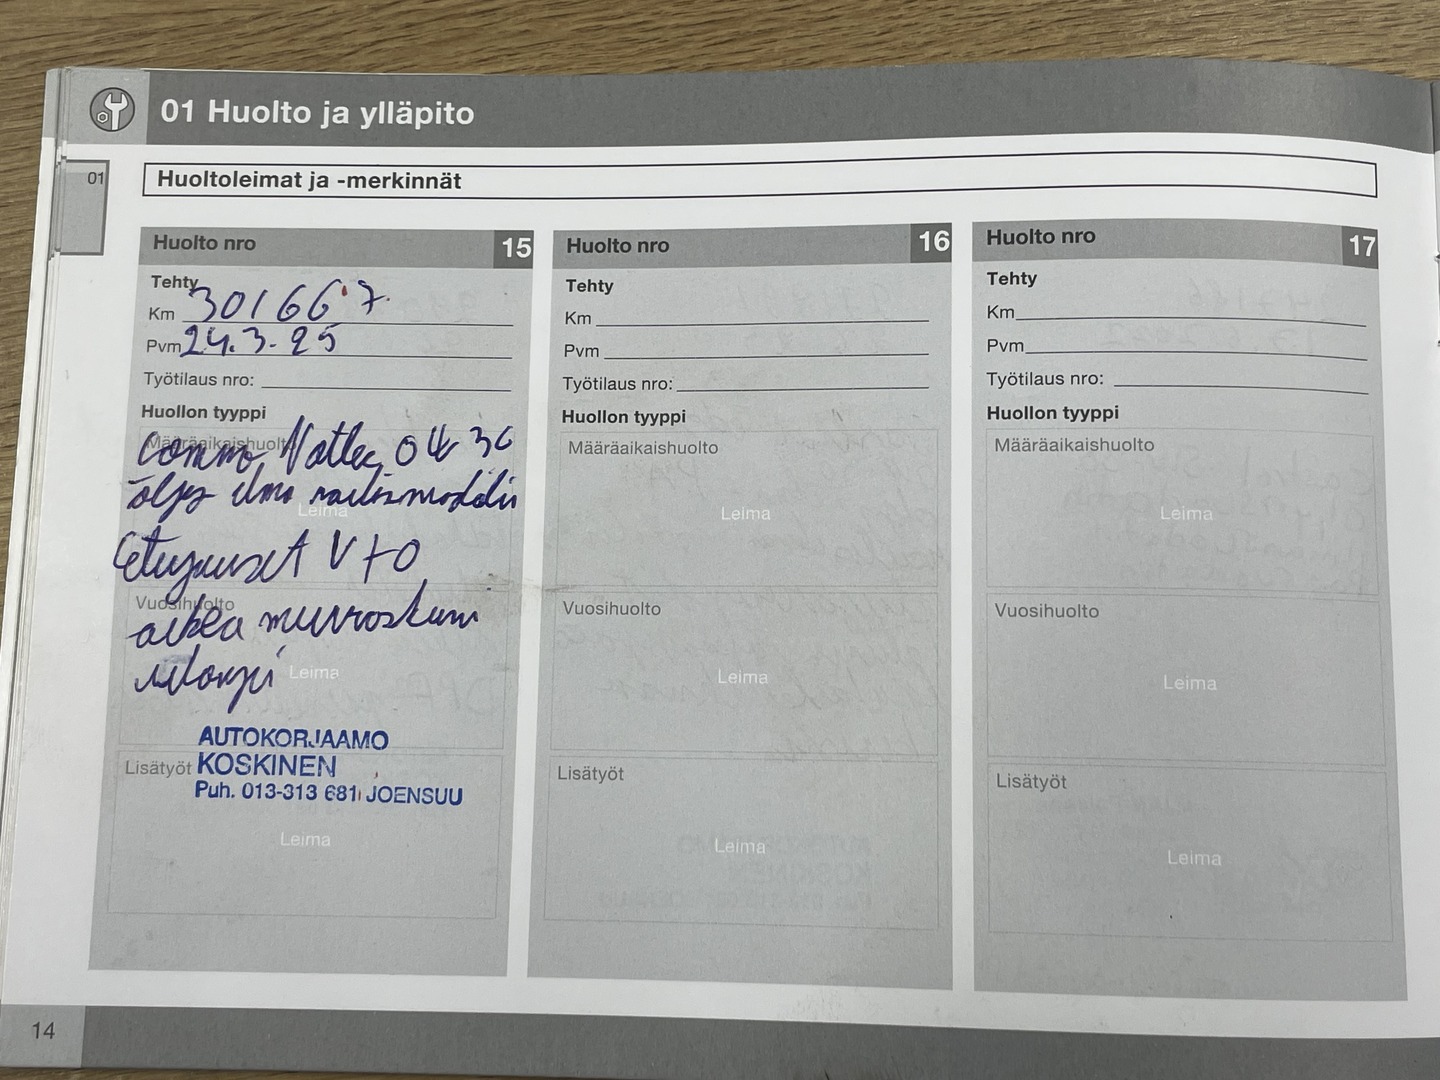 01 Huolto ja ylläpito
01
Huoltoleimat ja -merkinnät
Huolto nro 15
Tehty
Km 301667
Pvm 24.3.25
Työtilaus nro:
Huollon tyyppi
Määräaikaishuolto
0W 30
öljy
Leima
V+O
Vuosihuolto
Leima
AUTOKORJAAMO
KOSKINEN
Puh. 013-313 681 JOENSUU
Lisätyöt
Leima
Huolto nro 16
Tehty
Km
Pvm
Työtilaus nro:
Huollon tyyppi
Määräaikaishuolto
Leima
Vuosihuolto
Leima
Lisätyöt
Leima
Huolto nro 17
Tehty
Km
Pvm
Työtilaus nro:
Huollon tyyppi
Määräaikaishuolto
Leima
Vuosihuolto
Leima
Lisätyöt
Leima
14